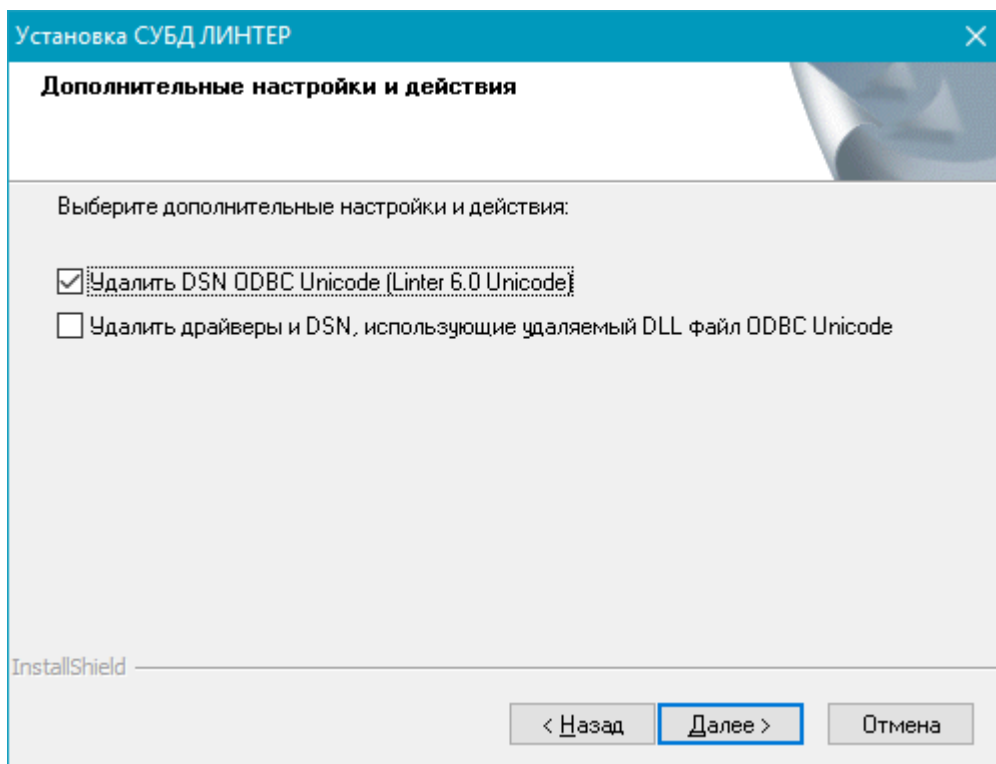 Установка СУБД ЛИНТЕР
Дополнительные настройки и действия
Выберите дополнительные настройки и действия:
Удалить DSN ODBC Unicode (Linter 6.0 Unicode)
Удалить драйверы и DSN, использующие удаляемый DLL файл ODBC Unicode
InstallShield
< Назад
Далее >
Отмена